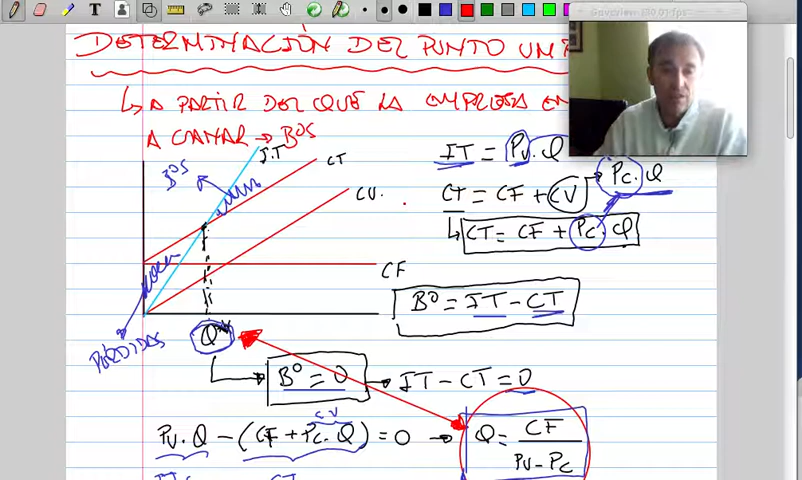 DETERMINACIÓN DEL PUNTO UM
↳ A PARTIR DEL QUE LA EMPRESA EM
A GANAR → BºS
I.T
CT
BºS
CV.
CF
PÉRDIDAS
Q*
IT = Pv.Q
CT = CF + CV → Pc.Q
↳ CT = CF + Pc.Q
Bº = IT - CT
Bº = 0 → IT - CT = 0
CV
Pv.Q - (CF + Pc.Q) = 0 → Q = CF / Pv - Pc